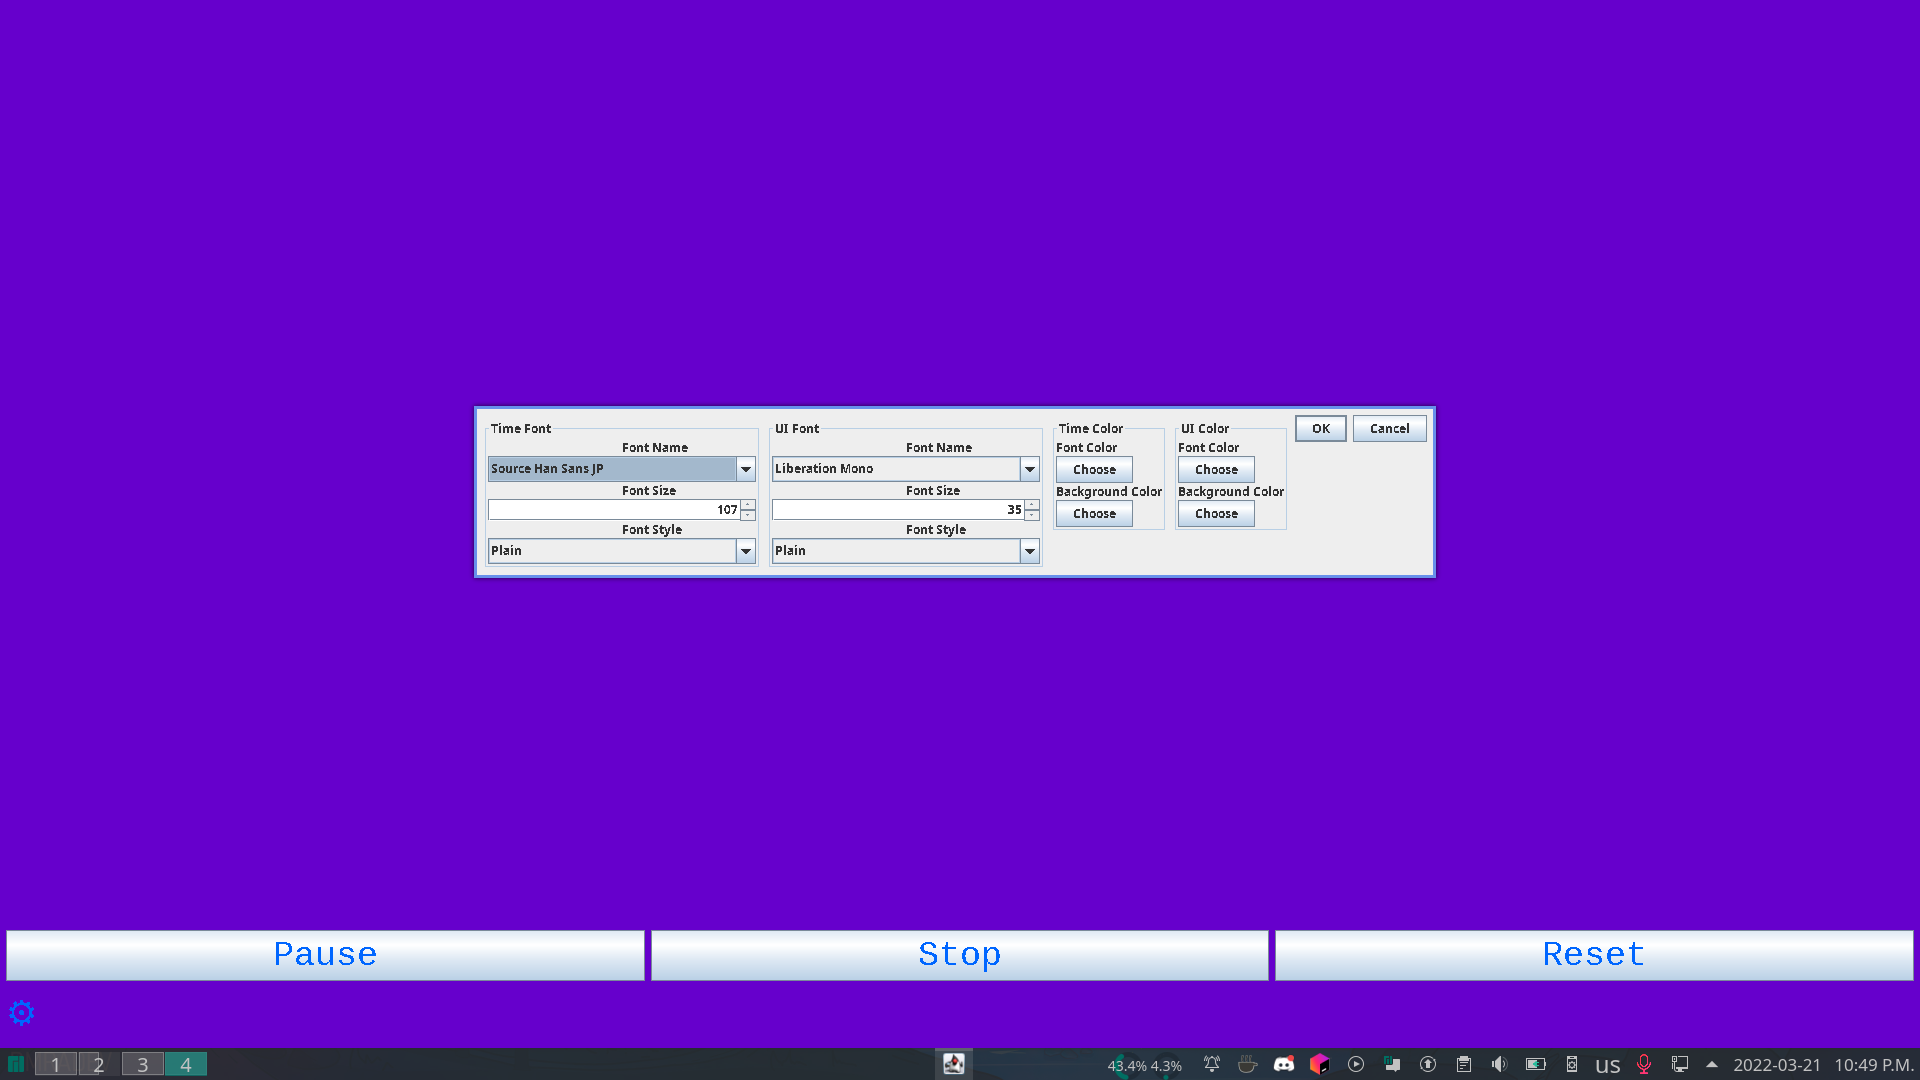 Time Font
Font Name
Source Han Sans JP
Font Size
107
Font Style
Plain
UI Font
Font Name
Liberation Mono
Font Size
35
Font Style
Plain
Time Color
Font Color
Choose
Background Color
Choose
UI Color
Font Color
Choose
Background Color
Choose
OK
Cancel
Pause
Stop
Reset
1 2 3 4
43.4% 4.3%
us
2022-03-21 10:49 P.M.